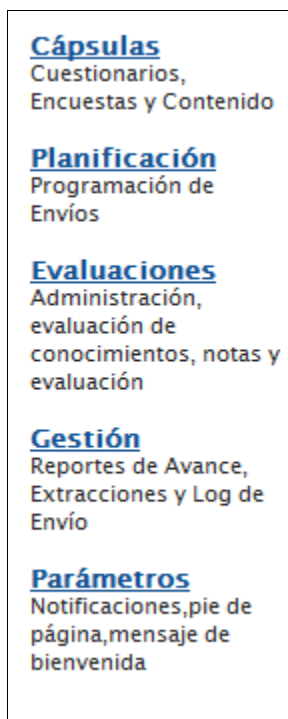 Cápsulas
Cuestionarios,
Encuestas y Contenido
Planificación
Programación de
Envíos
Evaluaciones
Administración,
evaluación de
conocimientos, notas y
evaluación
Gestión
Reportes de Avance,
Extracciones y Log de
Envío
Parámetros
Notificaciones,pie de
página,mensaje de
bienvenida